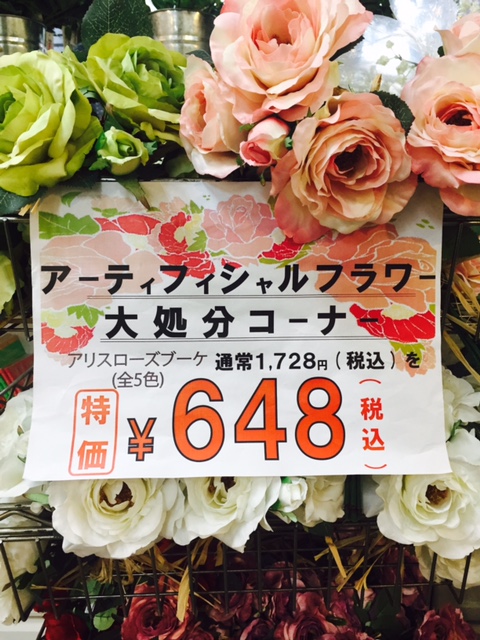 アーティフィシャルフラワー
大処分コーナー
アリスローズブーケ 通常1,728円(税込)を
(全5色)
特価 ¥648(税込)